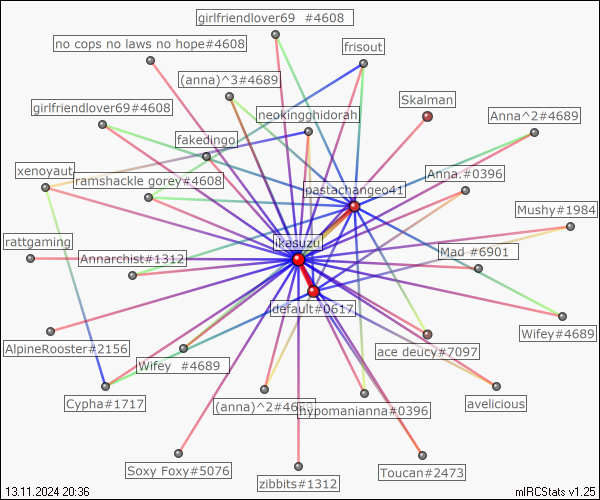 girlfriendlover69 #4608
no cops no laws no hope#4608
frisout
(anna)^3#4689
Skalman
girlfriendlover69#4608
neokingghidorah
Anna^2#4689
fakedingo
xenoyaut
ramshackle gorey#4608
Anna.#0396
pastachangeo41
Mushy#1984
rattgaming
ikasuzu
Annarchist#1312
Mad #6901
default#0617
Wifey#4689
AlpineRooster#2156
ace deucy#7097
Wifey #4689
Cypha#1717
(anna)^2#4689
hypomanianna#0396
avelicious
Soxy Foxy#5076
zibbits#1312
Toucan#2473
13.11.2024 20:36
mIRCStats v1.25